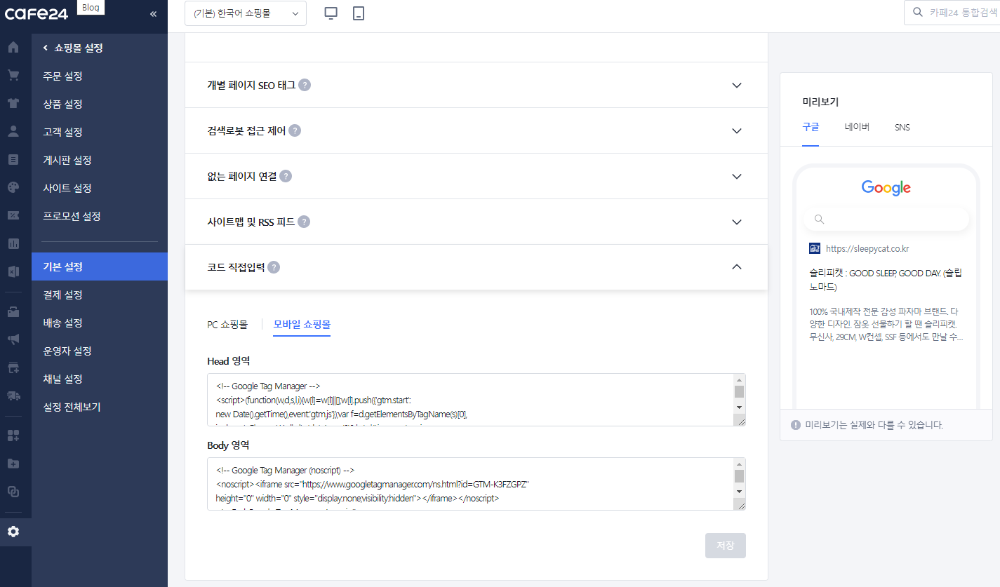 cafe24
Blog
«
(기본) 한국어 쇼핑몰
카페24 통합검색
쇼핑몰 설정
주문 설정
상품 설정
고객 설정
게시판 설정
사이트 설정
프로모션 설정
기본 설정
결제 설정
배송 설정
운영자 설정
채널 설정
설정 전체보기
개별 페이지 SEO 태그 ?
검색로봇 접근 제어 ?
없는 페이지 연결 ?
사이트맵 및 RSS 피드 ?
코드 직접입력 ?
PC 쇼핑몰
모바일 쇼핑몰
Head 영역
<!-- Google Tag Manager -->
<script>(function(w,d,s,l,i){w[l]=w[l]||[];w[l].push({'gtm.start':
new Date().getTime(),event:'gtm.js'});var f=d.getElementsByTagName(s)[0],
Body 영역
<!-- Google Tag Manager (noscript) -->
<noscript><iframe src="https://www.googletagmanager.com/ns.html?id=GTM-K3FZGPZ"
height="0" width="0" style="display:none;visibility:hidden"></iframe></noscript>
저장
미리보기
구글
네이버
SNS
Google
https://sleepycat.co.kr
슬리피캣 : GOOD SLEEP, GOOD DAY. (슬립
노마드)
100% 국내제작 전문 감성 파자마 브랜드. 다
양한 디자인. 잠옷 선물하기 할 땐 슬리피캣.
무신사, 29CM, W컨셉, SSF 등에서도 만날 수...
미리보기는 실제와 다를 수 있습니다.